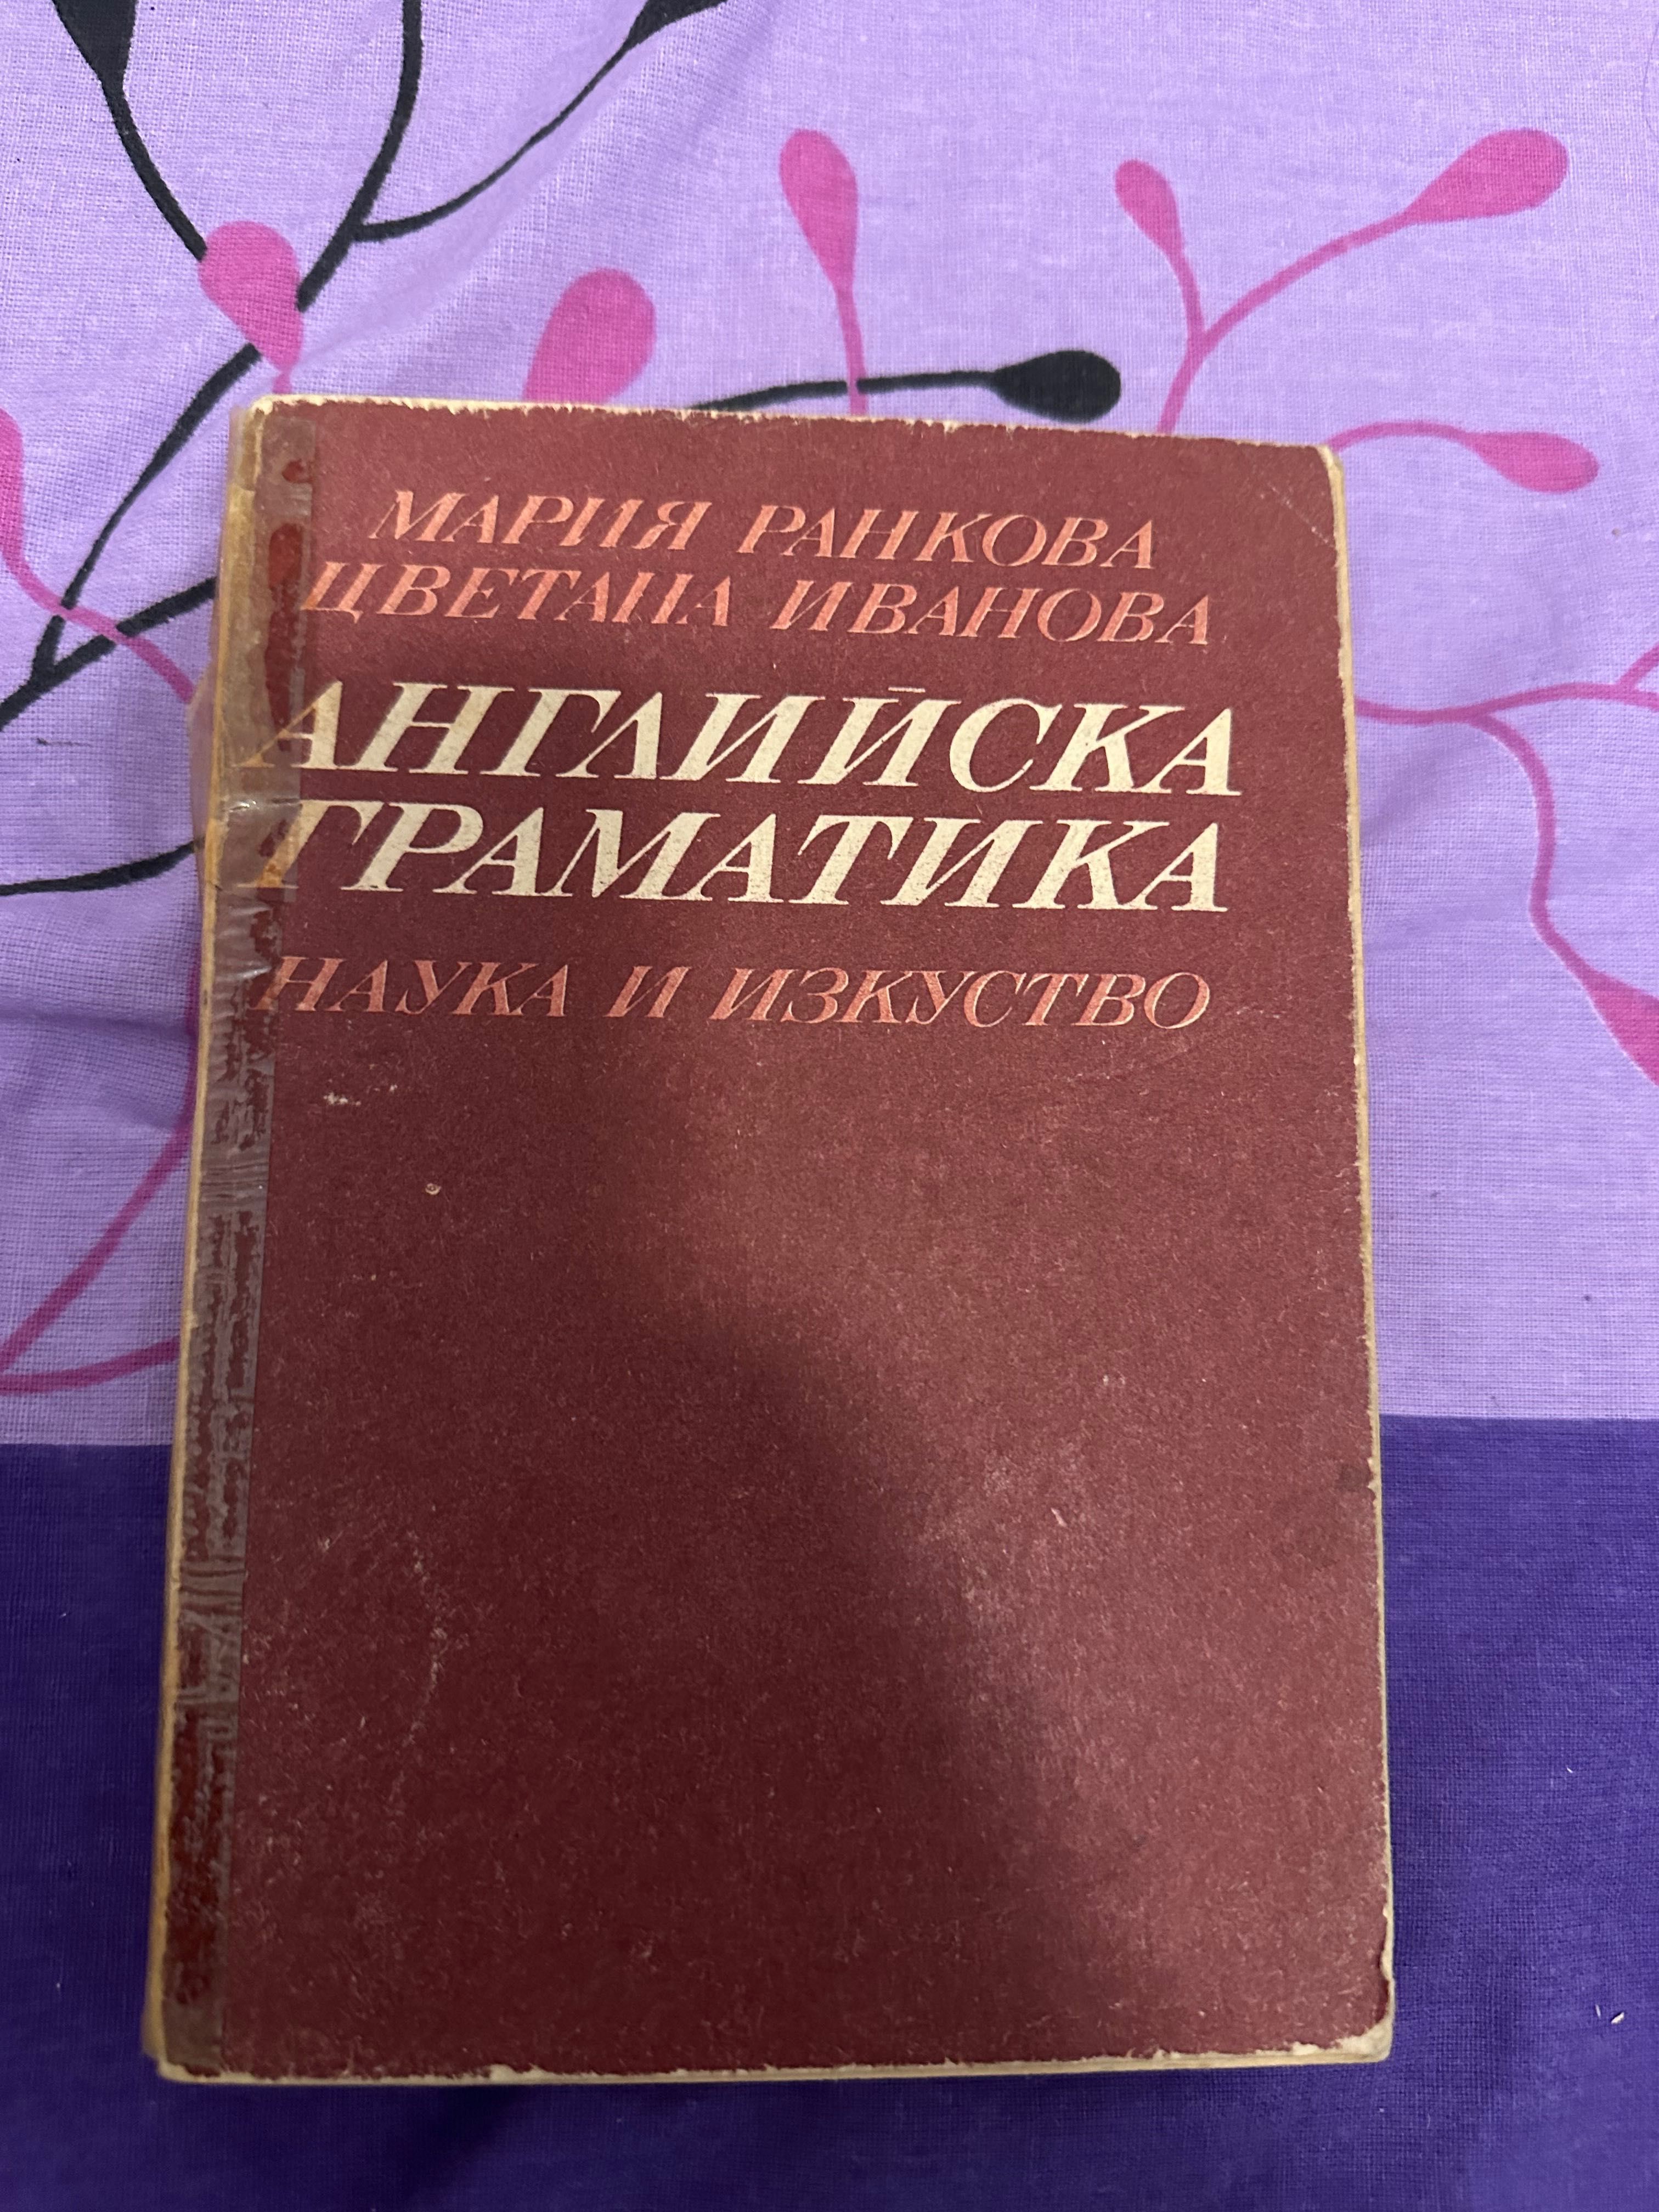 МАРИЯ РАНКОВА
ЦВЕТАНА ИВАНОВА
АНГЛИЙСКА
ГРАМАТИКА
НАУКА И ИЗКУСТВО